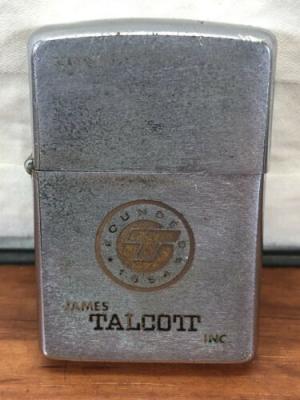 FOUNDED
1854
JAMES
TALCOTT
INC.